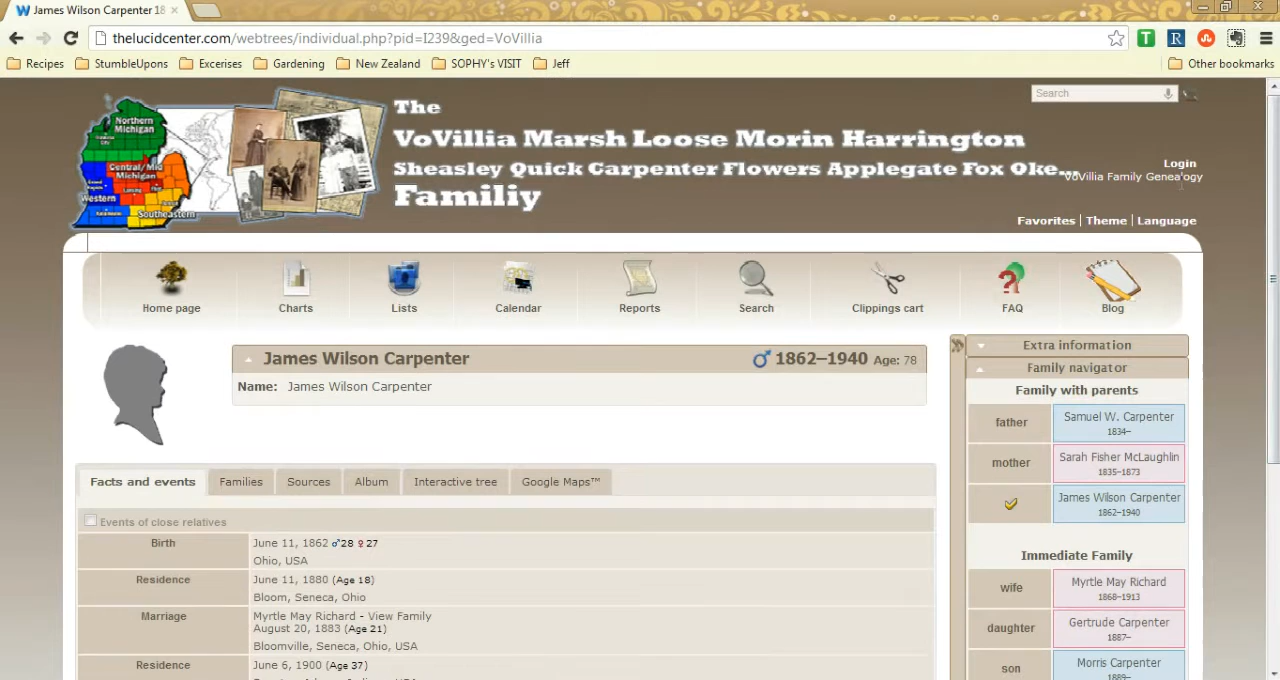 James Wilson Carpenter 18
thelucidcenter.com/webtrees/individual.php?pid=I239&ged=VoVillia
Recipes StumbleUpons Excerises Gardening New Zealand SOPHY's VISIT Jeff Other bookmarks
Search
The
VoVillia Marsh Loose Morin Harrington
Sheasley Quick Carpenter Flowers Applegate Fox Oke...
Familiy
Northern
Michigan
Central/Mid
Michigan
Western
Southeastern
Login
VoVillia Family Genealogy
Favorites | Theme | Language
Home page Charts Lists Calendar Reports Search Clippings cart FAQ Blog
James Wilson Carpenter ♂ 1862–1940 Age: 78
Name: James Wilson Carpenter
Facts and events Families Sources Album Interactive tree Google Maps™
Events of close relatives
Birth June 11, 1862 ♂28 ♀27
Ohio, USA
Residence June 11, 1880 (Age 18)
Bloom, Seneca, Ohio
Marriage Myrtle May Richard - View Family
August 20, 1883 (Age 21)
Bloomville, Seneca, Ohio, USA
Residence June 6, 1900 (Age 37)
Extra information
Family navigator
Family with parents
father Samuel W. Carpenter
1834–
mother Sarah Fisher McLaughlin
1835–1873
James Wilson Carpenter
1862–1940
Immediate Family
wife Myrtle May Richard
1868–1913
daughter Gertrude Carpenter
1887–
son Morris Carpenter
1889–